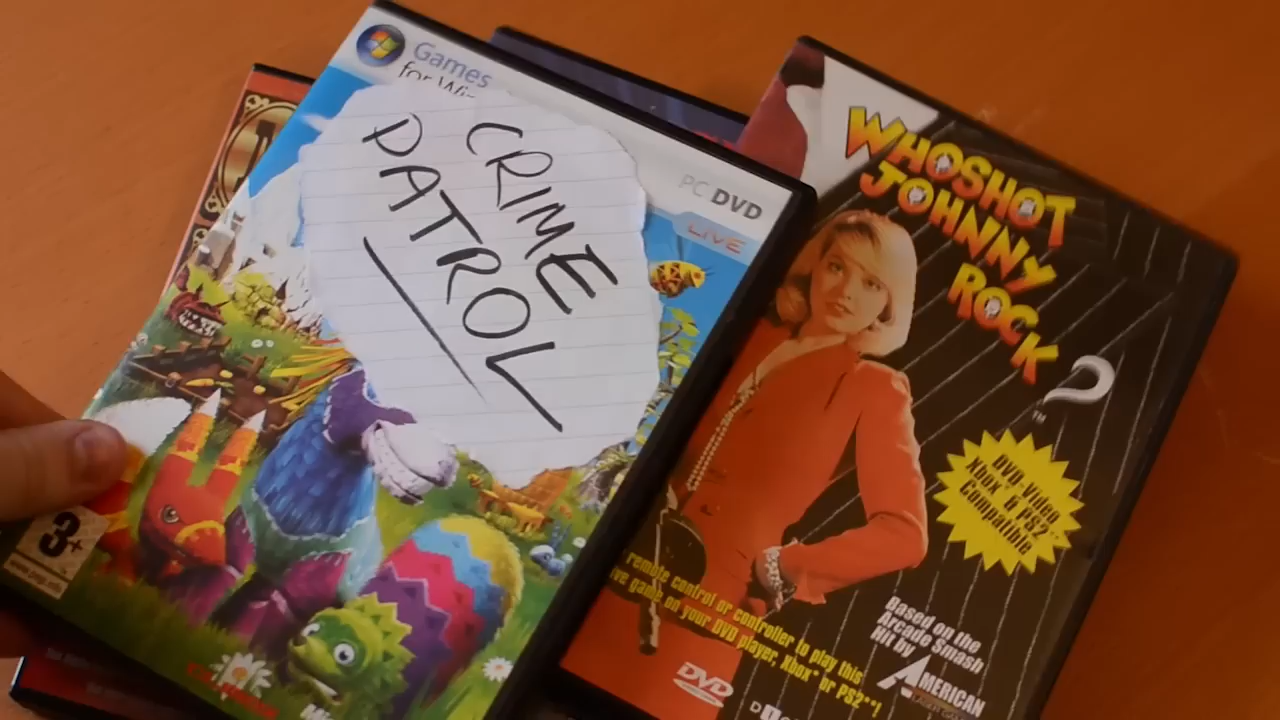 Games
for Win
CRIME
PATROL
PC DVD
LIVE
3+
WHOSHOT
JOHNNY
ROCK
?
TM
DVD-Video
Xbox & PS2
Compatible
remote control or controller to play this
ve game on your DVD player, Xbox or PS2**!
DVD
Based on the
Arcade Smash
Hit by
AMERICAN